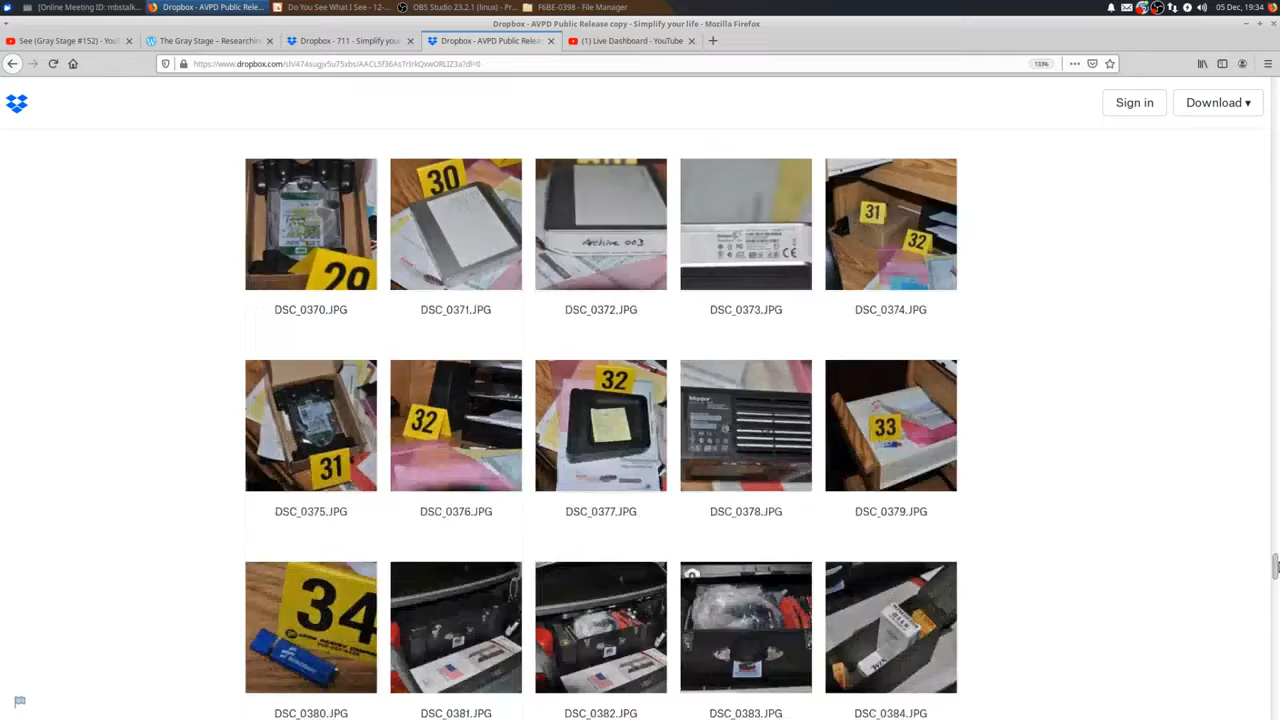 [Online Meeting ID: mbstalk...
Dropbox - AVPD Public Rele...
Do You See What I See - 12-...
OBS Studio 23.2.1 (linux) - Pr...
F6BE-0398 - File Manager
05 Dec, 19:34
Dropbox - AVPD Public Release copy - Simplify your life - Mozilla Firefox
See (Gray Stage #152) - YouT
The Gray Stage – Researchin
Dropbox - 711 - Simplify your
Dropbox - AVPD Public Releas
(1) Live Dashboard - YouTube
133%
Sign in
Download
30
29
Archive 003
31
32
DSC_0370.JPG
DSC_0371.JPG
DSC_0372.JPG
DSC_0373.JPG
DSC_0374.JPG
31
32
32
33
DSC_0375.JPG
DSC_0376.JPG
DSC_0377.JPG
DSC_0378.JPG
DSC_0379.JPG
34
DSC_0380.JPG
DSC_0381.JPG
DSC_0382.JPG
DSC_0383.JPG
DSC_0384.JPG